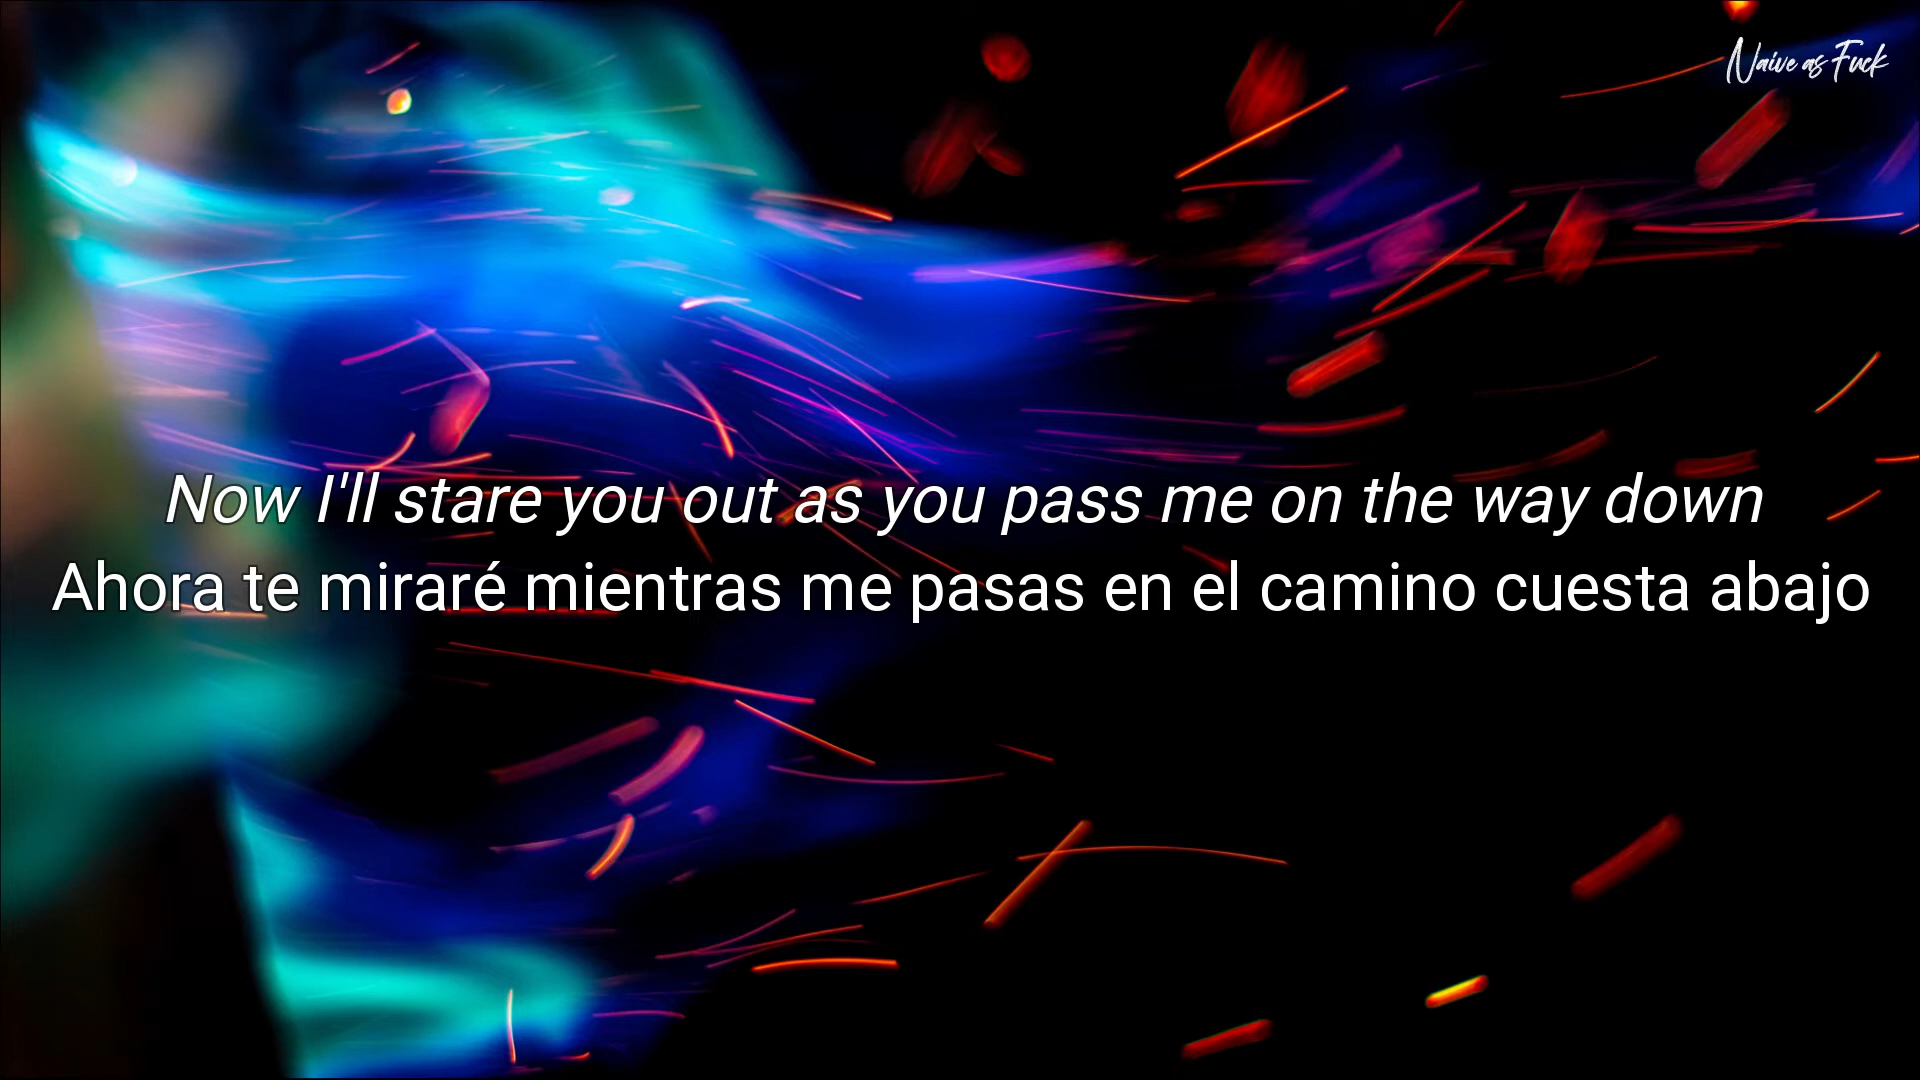 Naive as Fuck
Now I'll stare you out as you pass me on the way down
Ahora te miraré mientras me pasas en el camino cuesta abajo